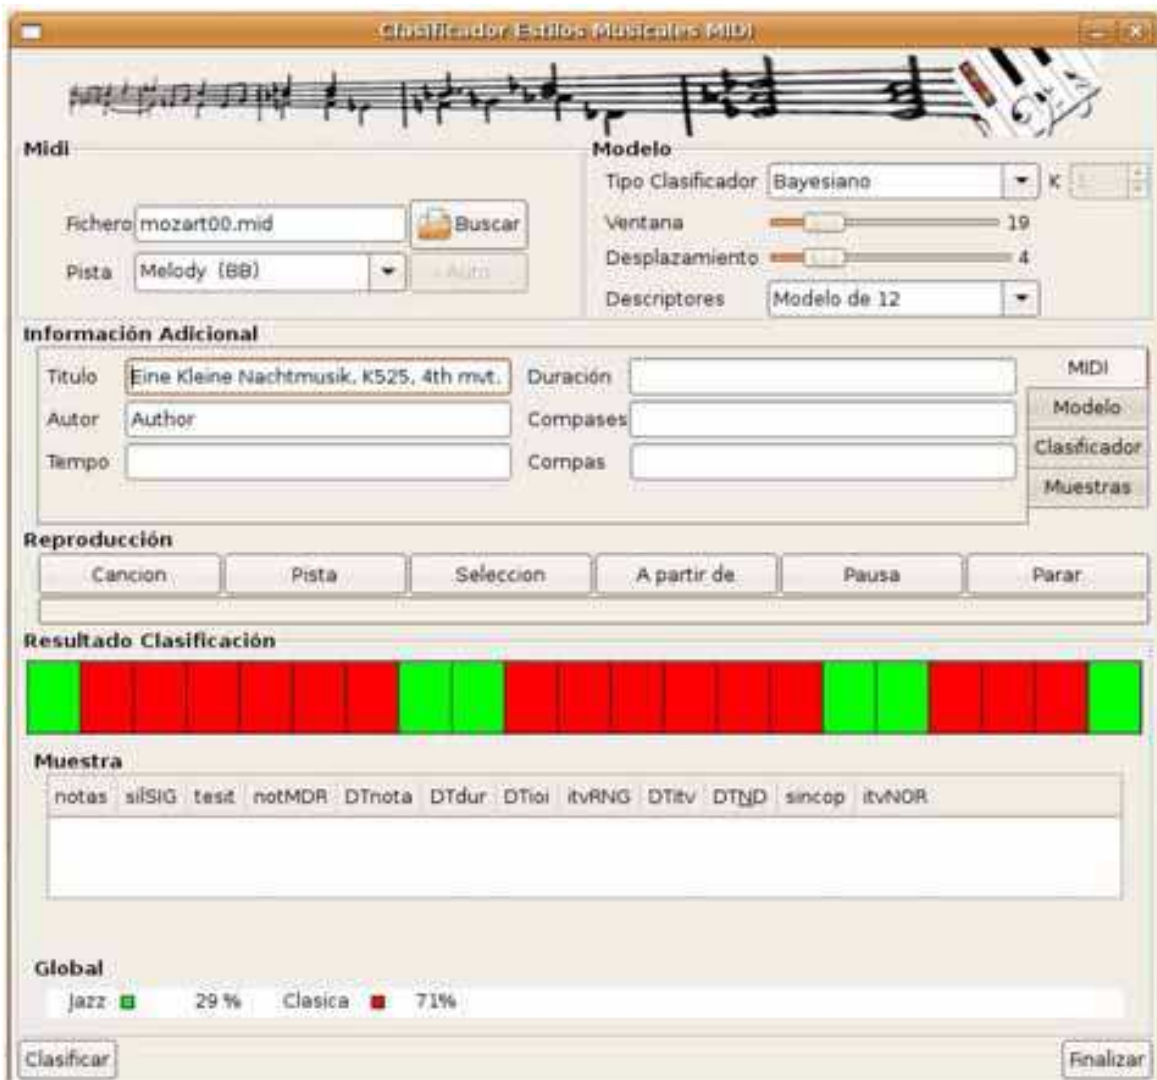 Clasificador Estilos Musicales MIDI
Midi
Fichero mozart00.mid Buscar
Pista Melody (BB) Auto
Modelo
Tipo Clasificador Bayesiano K
Ventana 19
Desplazamiento 4
Descriptores Modelo de 12
Información Adicional
Titulo Eine Kleine Nachtmusik, K525, 4th mvt. Duración
Autor Author Compases
Tempo Compas
MIDI
Modelo
Clasificador
Muestras
Reproducción
Cancion Pista Seleccion A partir de Pausa Parar
Resultado Clasificación
Muestra
notas silSIG tesit notMDR DTnota DTdur DTioi itvRNG DTitv DTND sincop itvNOR
Global
Jazz 29 % Clasica 71%
Clasificar Finalizar